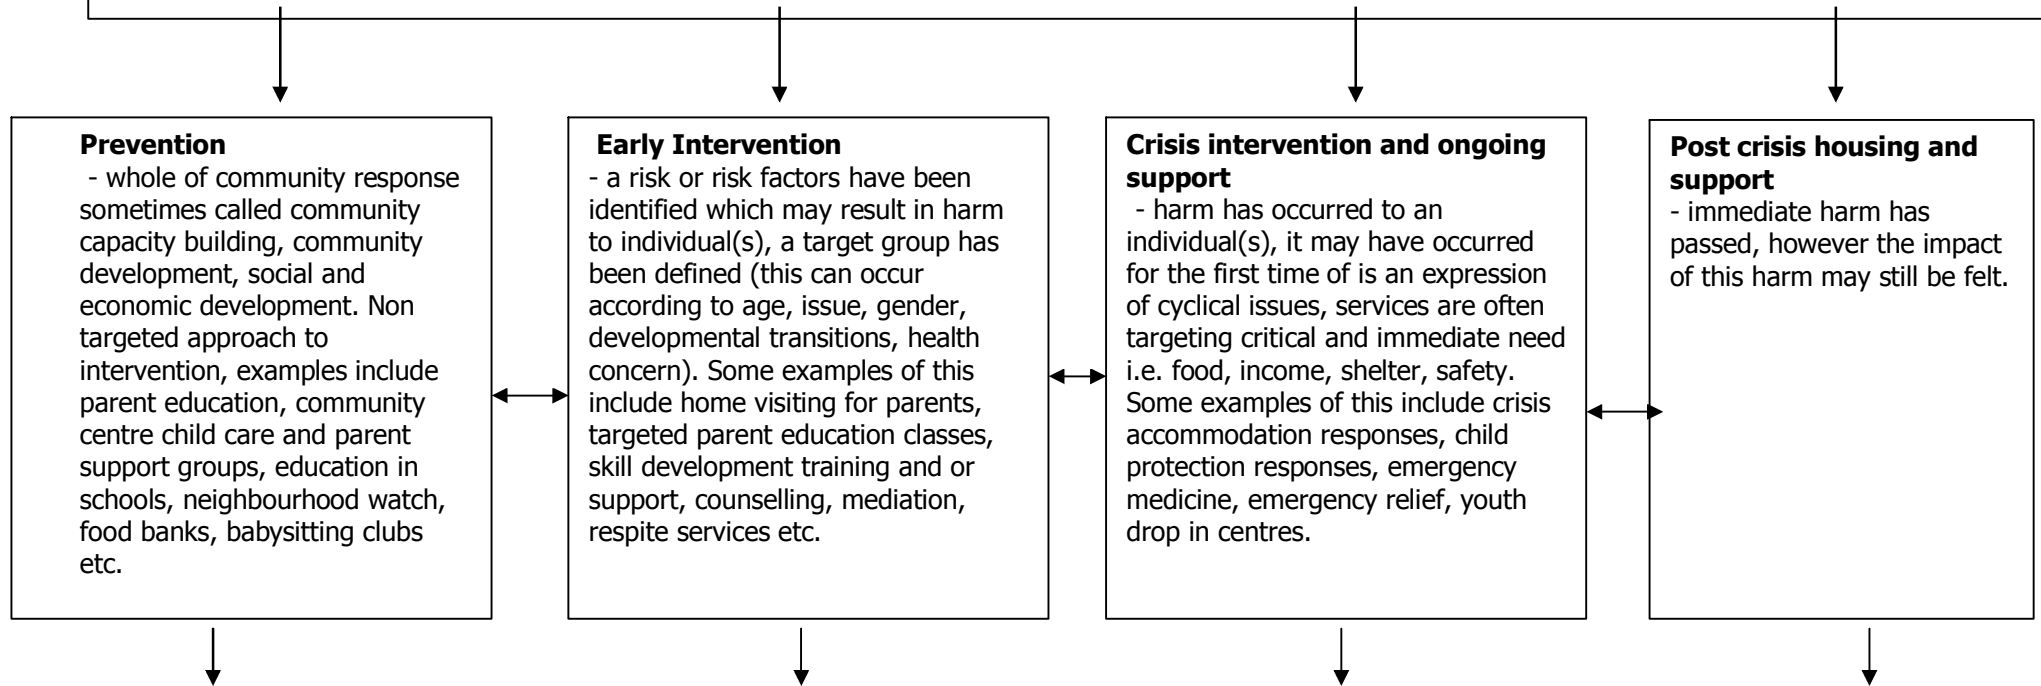 Prevention
- whole of community response
sometimes called community
capacity building, community
development, social and
economic development. Non
targeted approach to
intervention, examples include
parent education, community
centre child care and parent
support groups, education in
schools, neighbourhood watch,
food banks, babysitting clubs
etc.
Early Intervention
- a risk or risk factors have been
identified which may result in harm
to individual(s), a target group has
been defined (this can occur
according to age, issue, gender,
developmental transitions, health
concern). Some examples of this
include home visiting for parents,
targeted parent education classes,
skill development training and or
support, counselling, mediation,
respite services etc.
Crisis intervention and ongoing
support
- harm has occurred to an
individual(s), it may have occurred
for the first time of is an expression
of cyclical issues, services are often
targeting critical and immediate need
i.e. food, income, shelter, safety.
Some examples of this include crisis
accommodation responses, child
protection responses, emergency
medicine, emergency relief, youth
drop in centres.
Post crisis housing and
support
- immediate harm has
passed, however the impact
of this harm may still be felt.